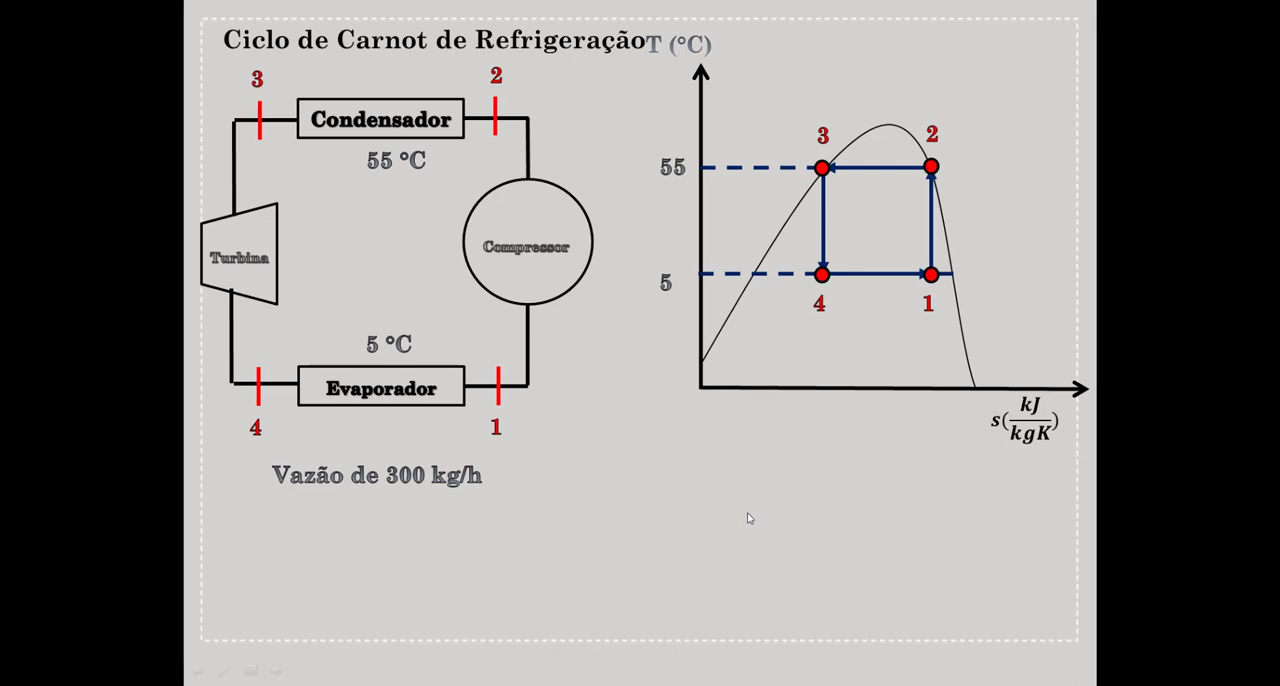 Ciclo de Carnot de Refrigeração
3
2
Condensador
55 °C
Turbina
Compressor
5 °C
Evaporador
4
1
Vazão de 300 kg/h
T (°C)
3
2
55
5
4
1
s(kJ/kgK)